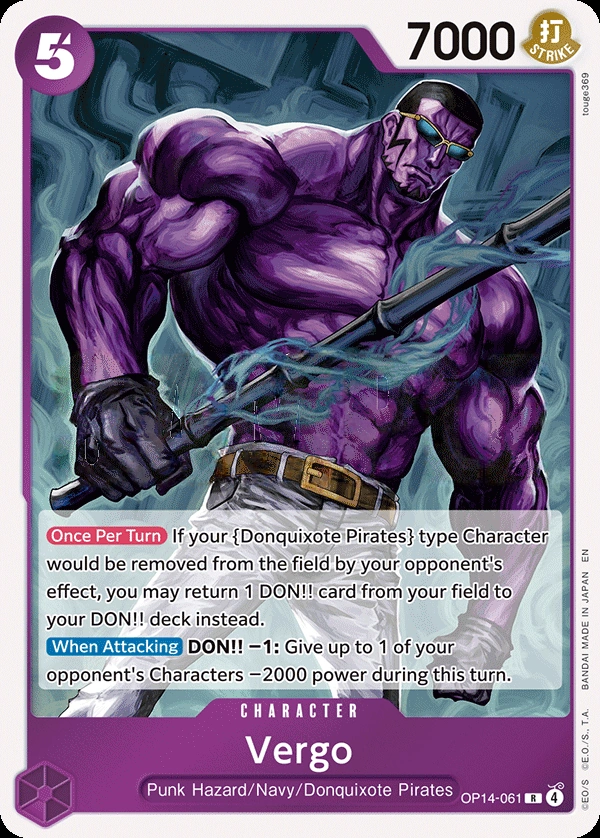 5
7000
打
STRIKE
touge369
Once Per Turn If your {Donquixote Pirates} type Character
would be removed from the field by your opponent's
effect, you may return 1 DON!! card from your field to
your DON!! deck instead.
When Attacking DON!! −1: Give up to 1 of your
opponent's Characters −2000 power during this turn.
CHARACTER
Vergo
Punk Hazard/Navy/Donquixote Pirates
OP14-061 R 4
©EO/S ©E.O./S., T.A. BANDAI MADE IN JAPAN EN